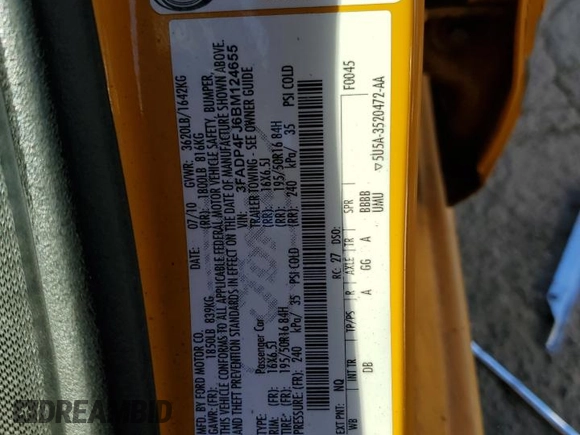 MFD. BY FORD MOTOR CO.
DATE: 07/10 GVWR: 3620LB/1642KG
GAWR: (FR): 1850LB 839KG (RR): 1800LB 816KG
THIS VEHICLE CONFORMS TO ALL APPLICABLE FEDERAL MOTOR VEHICLE SAFETY, BUMPER,
AND THEFT PREVENTION STANDARDS IN EFFECT ON THE DATE OF MANUFACTURE SHOWN ABOVE.
VIN: 3FADP4FJ6BM124655
Passenger Car TRAILER TOWING - SEE OWNER GUIDE
(FR): 16X6.5J (RR): 16X6.5J
TIRES: (FR): 195/50R16 84H (RR): 195/50R16 84H
PRESSURE: (FR): 240 kPa/ 35 PSI COLD (RR): 240 kPa/ 35 PSI COLD
EXT PNT: NQ RC: 27 DSO: F0045
WB INT TR TP/PS R AXLE TR SPR
DB A GG A BBBB
UMU
▽5U5A-3520472-AA
DREAMBID